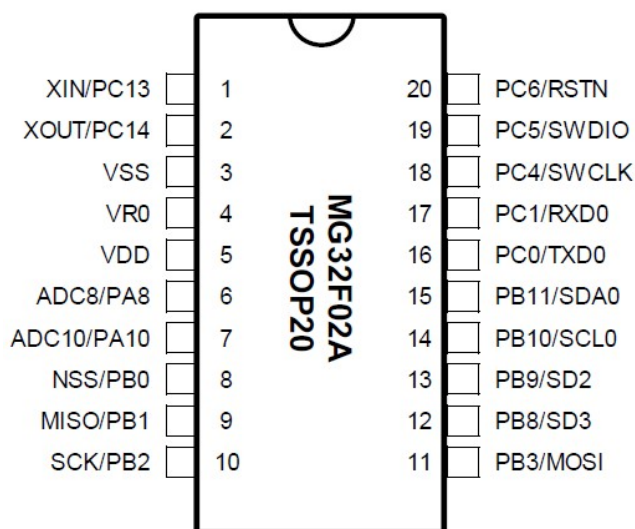 XIN/PC13 1 20 PC6/RSTN
XOUT/PC14 2 19 PC5/SWDIO
VSS 3 18 PC4/SWCLK
VR0 4 17 PC1/RXD0
VDD 5 16 PC0/TXD0
ADC8/PA8 6 15 PB11/SDA0
ADC10/PA10 7 14 PB10/SCL0
NSS/PB0 8 13 PB9/SD2
MISO/PB1 9 12 PB8/SD3
SCK/PB2 10 11 PB3/MOSI
MG32F02A
TSSOP20